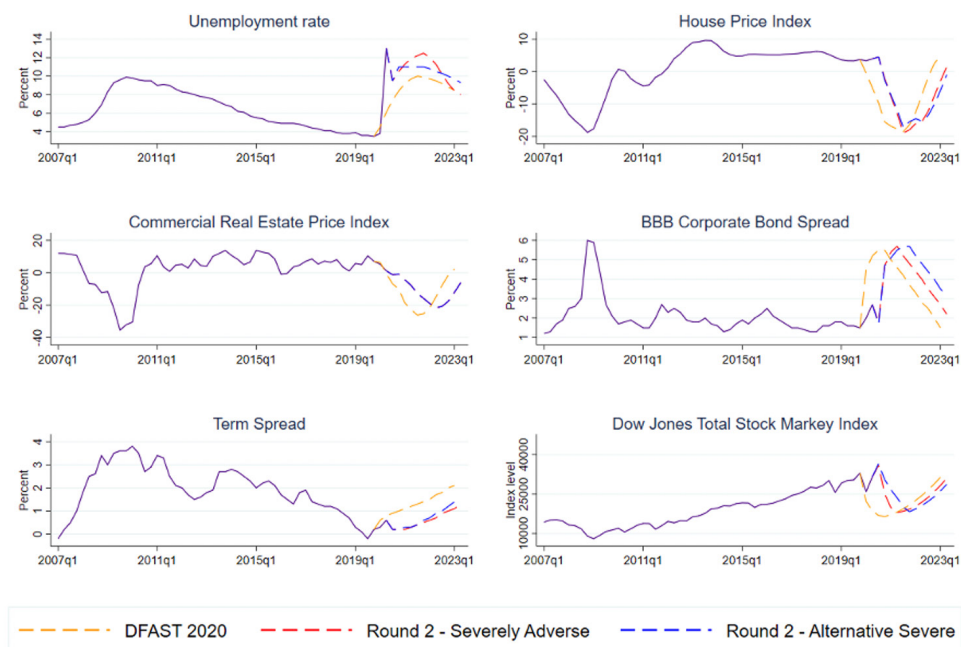 Unemployment rate
Percent
14
12
10
8
6
4
2007q1 2011q1 2015q1 2019q1 2023q1
House Price Index
Percent
10
0
-10
-20
2007q1 2011q1 2015q1 2019q1 2023q1
Commercial Real Estate Price Index
Percent
20
0
-20
-40
2007q1 2011q1 2015q1 2019q1 2023q1
BBB Corporate Bond Spread
Percent
6
5
4
3
2
1
2007q1 2011q1 2015q1 2019q1 2023q1
Term Spread
Percent
4
3
2
1
0
2007q1 2011q1 2015q1 2019q1 2023q1
Dow Jones Total Stock Markey Index
Index level
40000
25000
10000
2007q1 2011q1 2015q1 2019q1 2023q1
DFAST 2020 Round 2 - Severely Adverse Round 2 - Alternative Severe